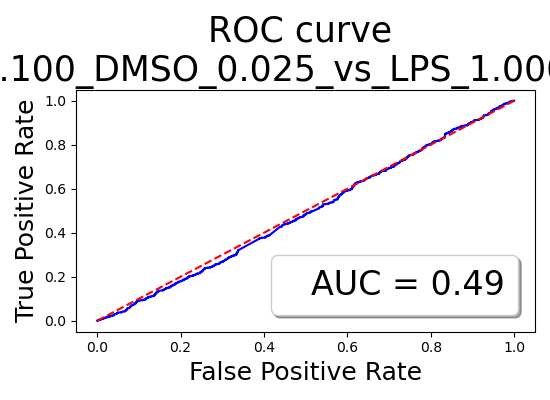 ROC curve
.100_DMSO_0.025_vs_LPS_1.000
True Positive Rate
1.0
0.8
0.6
0.4
0.2
0.0
AUC = 0.49
0.0 0.2 0.4 0.6 0.8 1.0
False Positive Rate